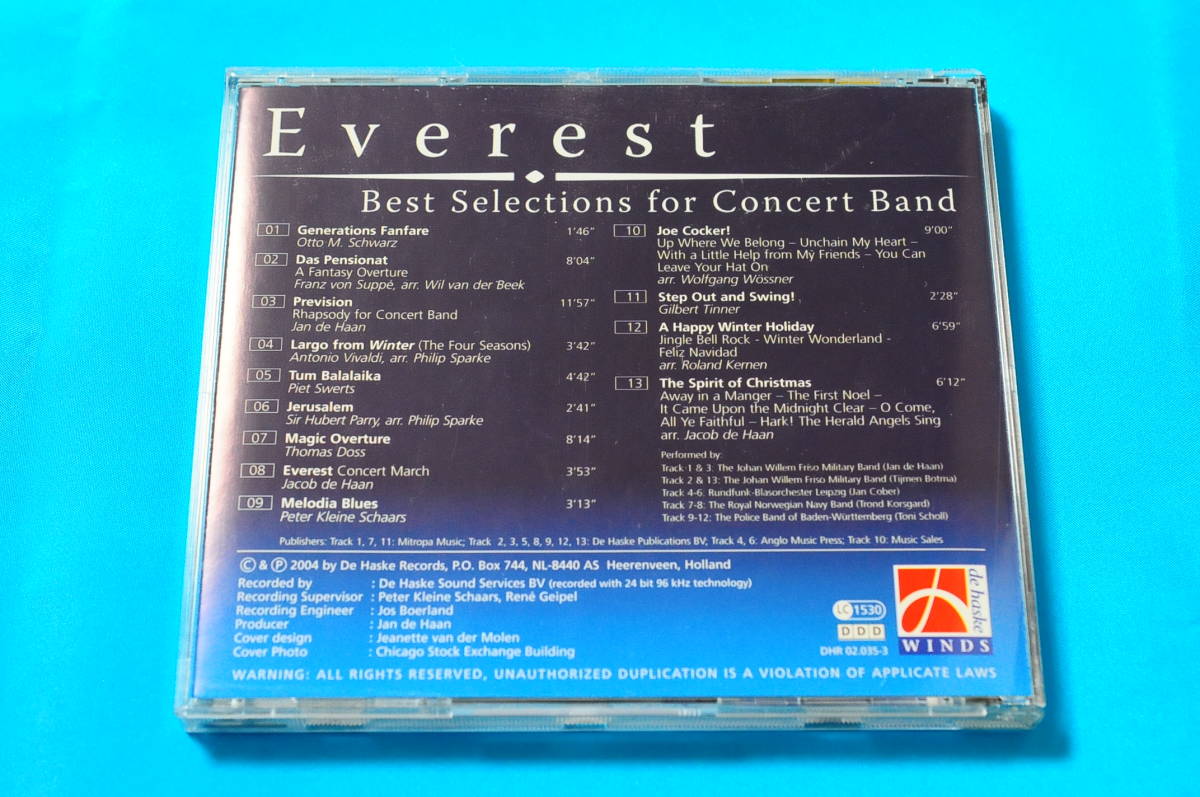 Everest
Best Selections for Concert Band
01 Generations Fanfare 1'46"
Otto M. Schwarz
02 Das Pensionat 8'04"
A Fantasy Overture
Franz von Suppé, arr. Wil van der Beek
03 Prevision 11'57"
Rhapsody for Concert Band
Jan de Haan
04 Largo from Winter (The Four Seasons) 3'42"
Antonio Vivaldi, arr. Philip Sparke
05 Tum Balalaika 4'42"
Piet Swerts
06 Jerusalem 2'41"
Sir Hubert Parry, arr. Philip Sparke
07 Magic Overture 8'14"
Thomas Doss
08 Everest Concert March 3'53"
Jacob de Haan
09 Melodia Blues 3'13"
Peter Kleine Schaars
10 Joe Cocker! 9'00"
Up Where We Belong – Unchain My Heart –
With a Little Help from My Friends – You Can
Leave Your Hat On
arr. Wolfgang Wössner
11 Step Out and Swing! 2'28"
Gilbert Tinner
12 A Happy Winter Holiday 6'59"
Jingle Bell Rock - Winter Wonderland -
Feliz Navidad
arr. Roland Kernen
13 The Spirit of Christmas 6'12"
Away in a Manger – The First Noel –
It Came Upon the Midnight Clear – O Come,
All Ye Faithful – Hark! The Herald Angels Sing
arr. Jacob de Haan
Performed by:
Track 1 & 3: The Johan Willem Friso Military Band (Jan de Haan)
Track 2 & 13: The Johan Willem Friso Military Band (Tijmen Botma)
Track 4-6: Rundfunk-Blasorchester Leipzig (Jan Cober)
Track 7-8: The Royal Norwegian Navy Band (Trond Korsgard)
Track 9-12: The Police Band of Baden-Württemberg (Toni Scholl)
Publishers: Track 1, 7, 11: Mitropa Music; Track 2, 3, 5, 8, 9, 12, 13: De Haske Publications BV; Track 4, 6: Anglo Music Press; Track 10: Music Sales
© & ℗ 2004 by De Haske Records, P.O. Box 744, NL-8440 AS Heerenveen, Holland
Recorded by : De Haske Sound Services BV (recorded with 24 bit 96 kHz technology)
Recording Supervisor : Peter Kleine Schaars, René Geipel
Recording Engineer : Jos Boerland
Producer : Jan de Haan
Cover design : Jeanette van der Molen
Cover Photo : Chicago Stock Exchange Building
LC 1530
DDD
DHR 02.035-3
de haske
WINDS
WARNING: ALL RIGHTS RESERVED, UNAUTHORIZED DUPLICATION IS A VIOLATION OF APPLICATE LAWS